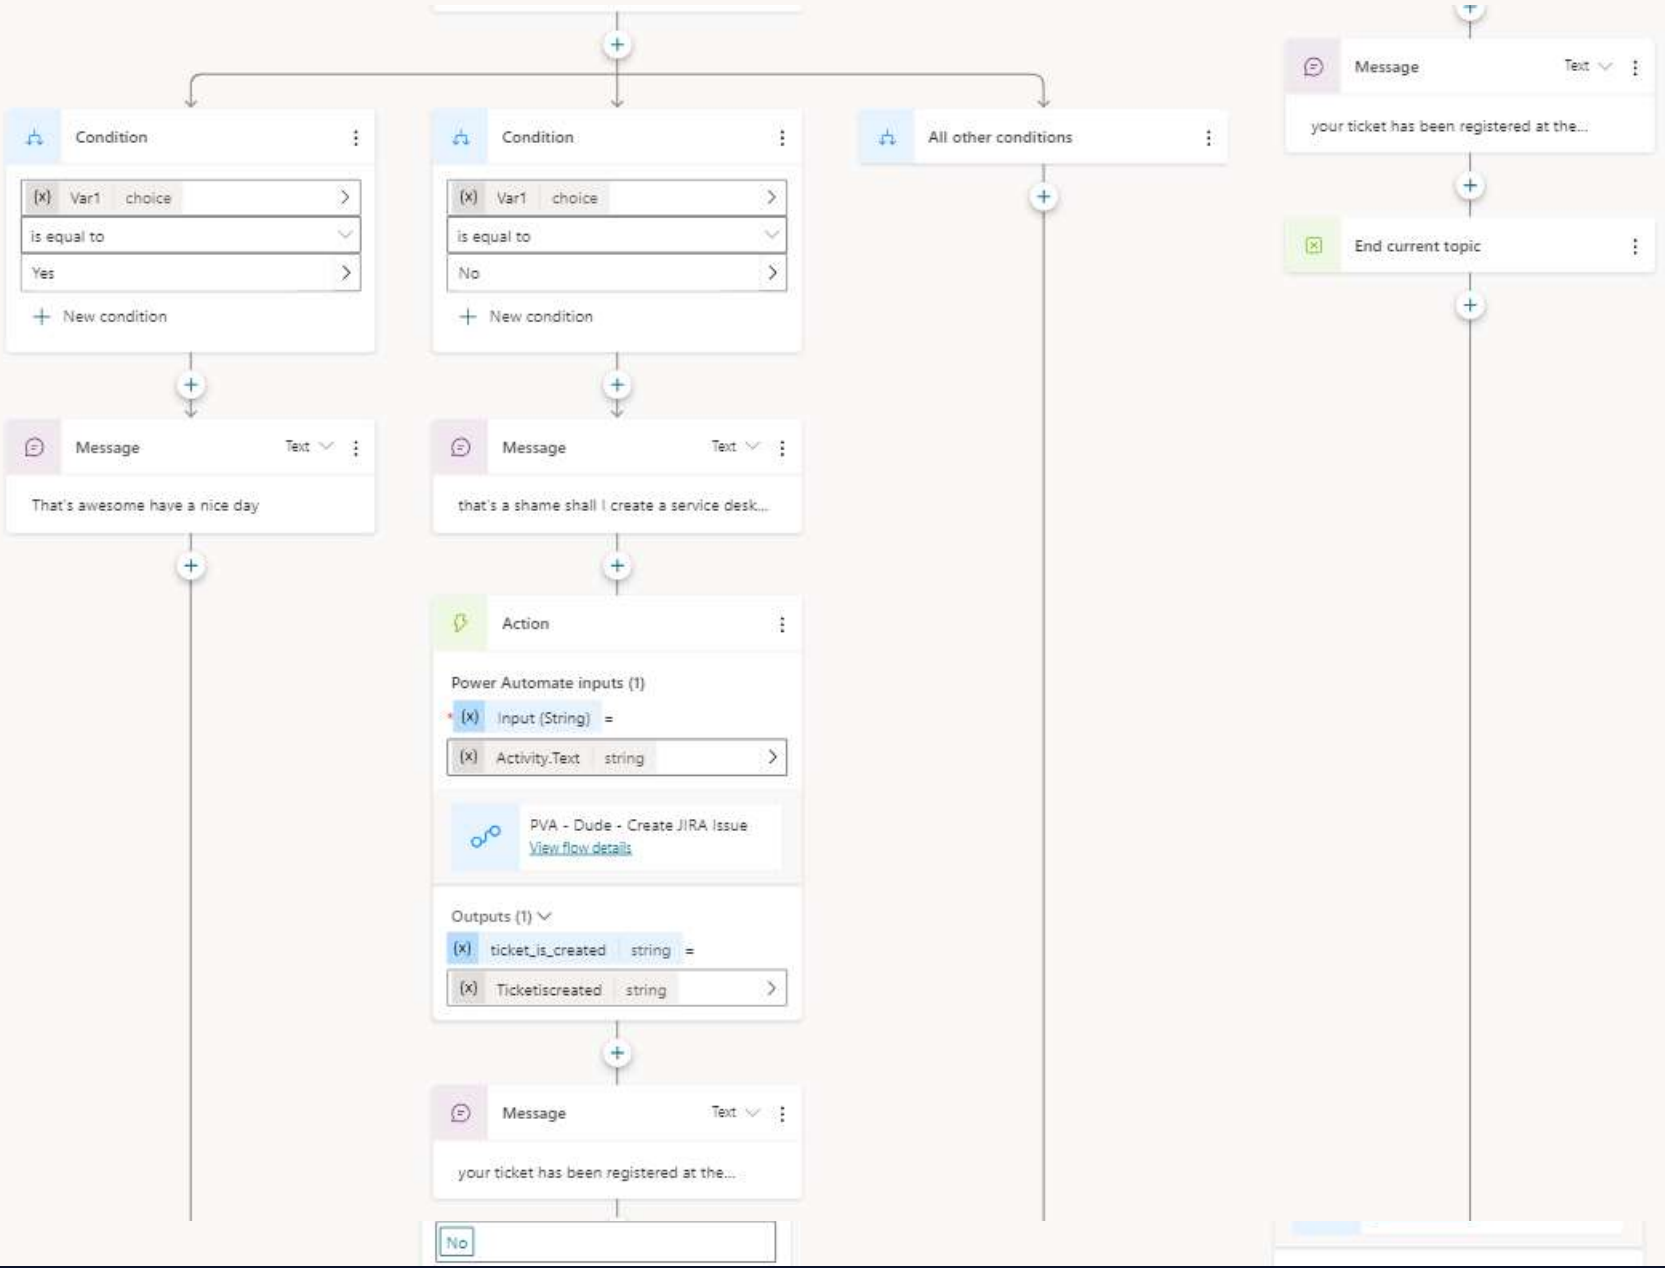 Condition
(x) Var1 choice
is equal to
Yes
New condition
Message Text
That's awesome have a nice day
Condition
(x) Var1 choice
is equal to
No
New condition
Message Text
that's a shame shall I create a service desk...
Action
Power Automate inputs (1)
* (x) Input (String) =
(x) Activity.Text string
PVA - Dude - Create JIRA Issue
View flow details
Outputs (1)
(x) ticket_is_created string =
(x) Ticketiscreated string
Message Text
your ticket has been registered at the...
No
All other conditions
Message Text
your ticket has been registered at the...
End current topic